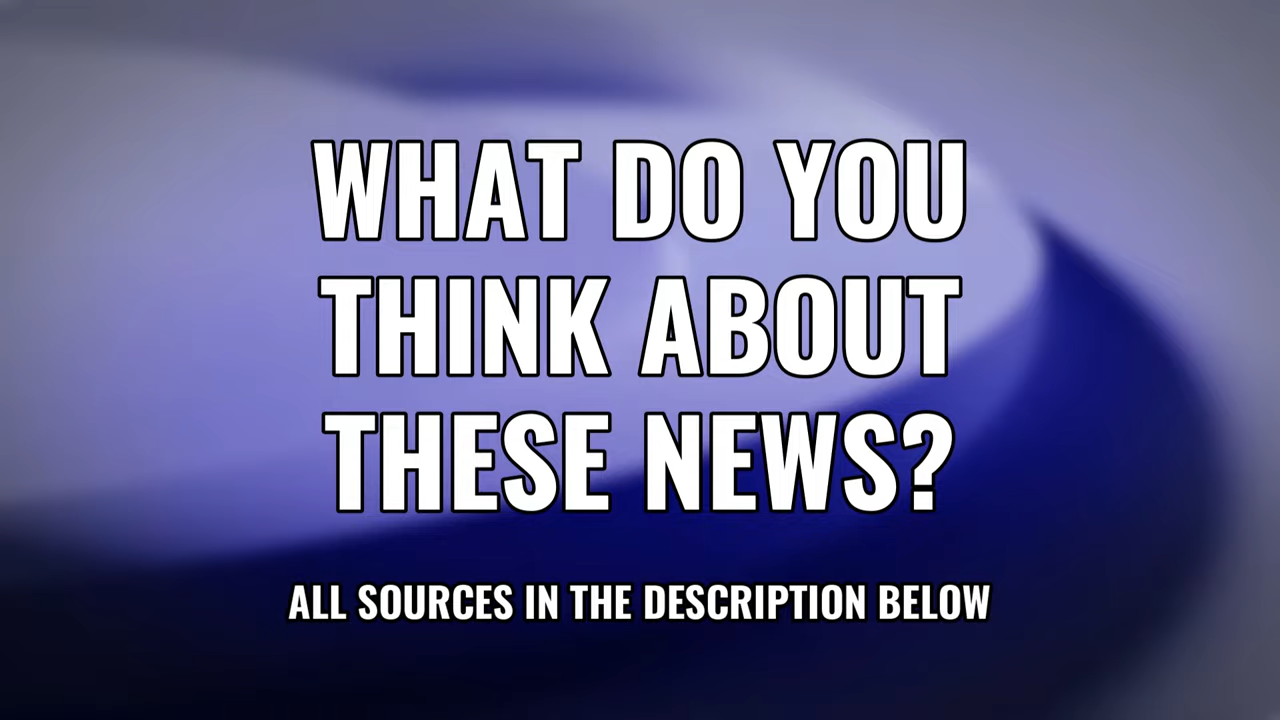 WHAT DO YOU
THINK ABOUT
THESE NEWS?
ALL SOURCES IN THE DESCRIPTION BELOW